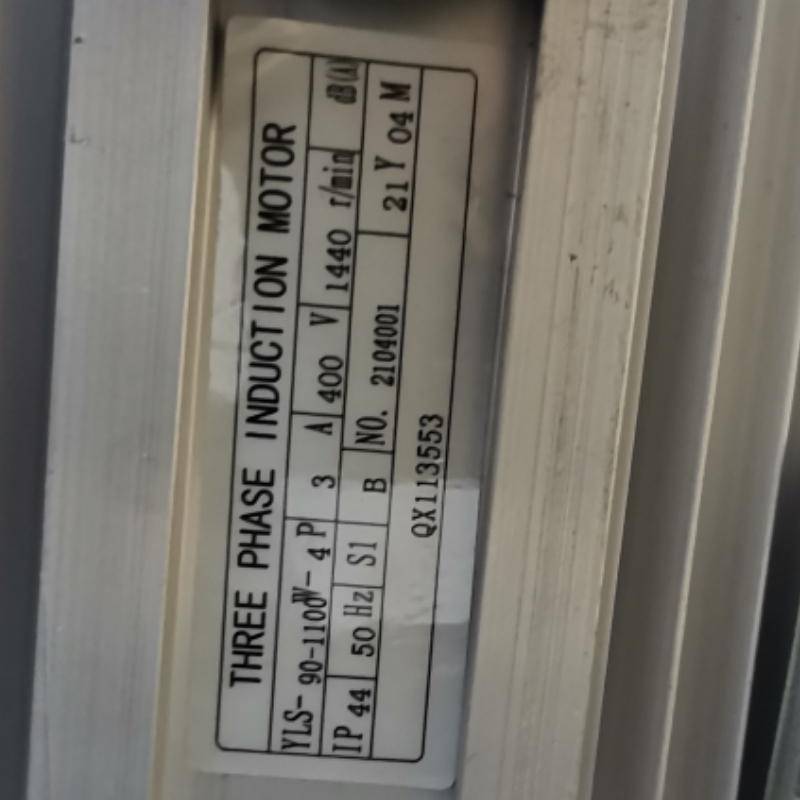 THREE PHASE INDUCTION MOTOR
YLS- 90-1100W- 4 P 3 A 400 V 1440 r/min dB(A)
IP 44 50 Hz S1 B NO. 2104001 21 Y 04 M
QX113553